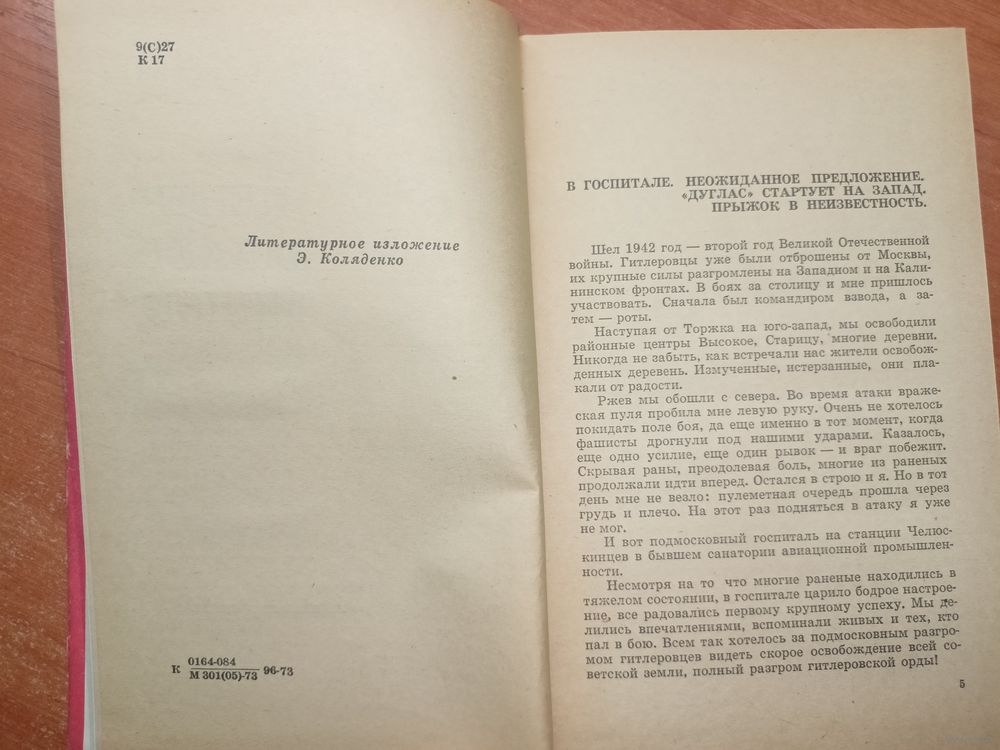 9(С)27
К 17
Литературное изложение
Э. Коляденко
К 0164-084 96-73
М 301(05)-73
В ГОСПИТАЛЕ. НЕОЖИДАННОЕ ПРЕДЛОЖЕНИЕ.
«ДУГЛАС» СТАРТУЕТ НА ЗАПАД.
ПРЫЖОК В НЕИЗВЕСТНОСТЬ.
Шел 1942 год — второй год Великой Отечественной
войны. Гитлеровцы уже были отброшены от Москвы,
их крупные силы разгромлены на Западном и на Кали-
нинском фронтах. В боях за столицу и мне пришлось
участвовать. Сначала был командиром взвода, а за-
тем — роты.
Наступая от Торжка на юго-запад, мы освободили
районные центры Высокое, Старицу, многие деревни.
Никогда не забыть, как встречали нас жители освобож-
денных деревень. Измученные, истерзанные, они пла-
кали от радости.
Ржев мы обошли с севера. Во время атаки враже-
ская пуля пробила мне левую руку. Очень не хотелось
покидать поле боя, да еще именно в тот момент, когда
фашисты дрогнули под нашими ударами. Казалось,
еще одно усилие, еще один рывок — и враг побежит.
Скрывая раны, преодолевая боль, многие из раненых
продолжали идти вперед. Остался в строю и я. Но в тот
день мне не везло: пулеметная очередь прошла через
грудь и плечо. На этот раз подняться в атаку я уже
не мог.
И вот подмосковный госпиталь на станции Челюс-
кинцев в бывшем санатории авиационной промышлен-
ности.
Несмотря на то что многие раненые находились в
тяжелом состоянии, в госпитале царило бодрое настрое-
ние, все радовались первому крупному успеху. Мы де-
лились впечатлениями, вспоминали живых и тех, кто
пал в бою. Всем так хотелось за подмосковным разгро-
мом гитлеровцев видеть скорое освобождение всей со-
ветской земли, полный разгром гитлеровской орды!
5